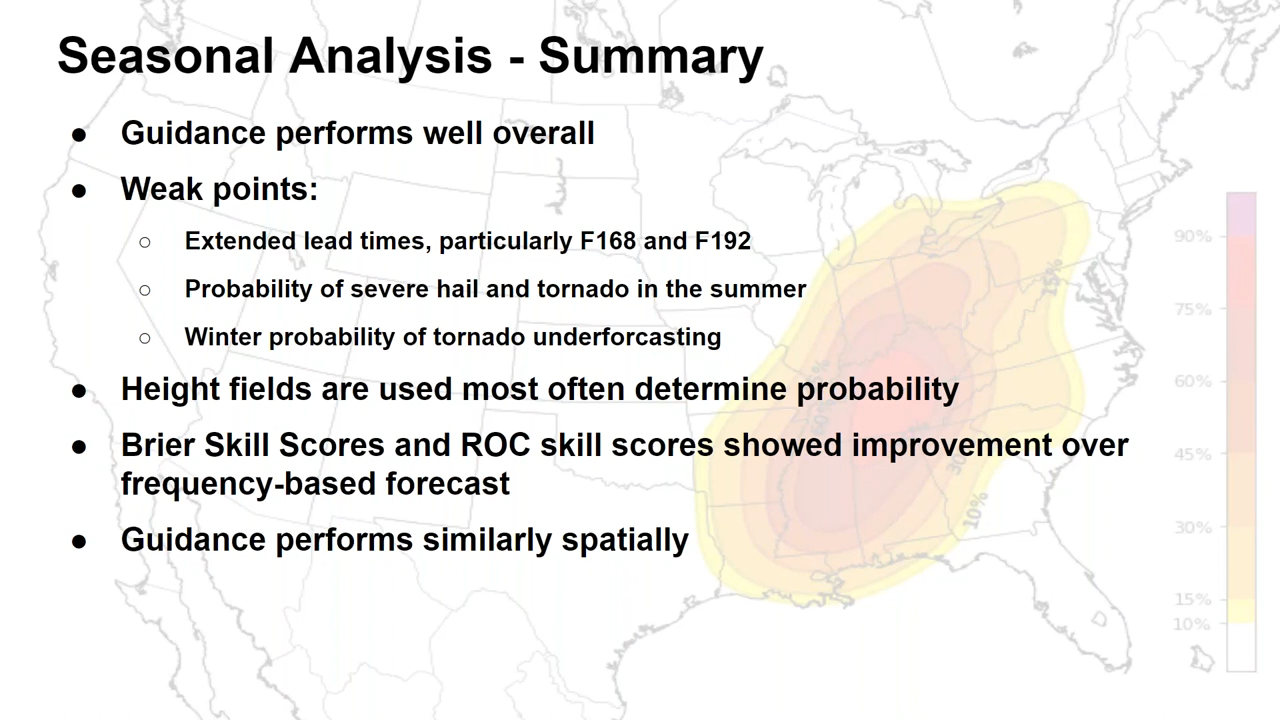 Seasonal Analysis - Summary
● Guidance performs well overall
● Weak points:
○ Extended lead times, particularly F168 and F192
○ Probability of severe hail and tornado in the summer
○ Winter probability of tornado underforcasting
● Height fields are used most often determine probability
● Brier Skill Scores and ROC skill scores showed improvement over
frequency-based forecast
● Guidance performs similarly spatially
90%
75%
60%
45%
30%
15%
10%
15%
10%